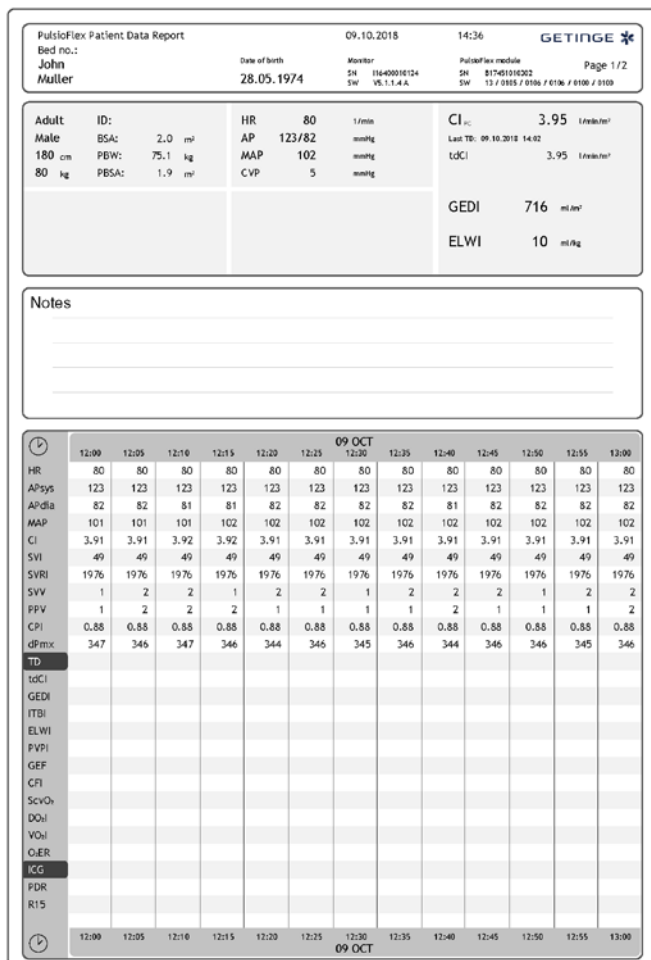 PulsioFlex Patient Data Report 09.10.2018 14:36 GETINGE
Bed no.:
John Date of birth Monitor PulsioFlex module Page 1/2
Muller 28.05.1974 SN I16400010124 SN B17451010302
SW V5.1.1.4 A SW 13 / 0105 / 0106 / 0106 / 0100 / 0100
Adult ID: HR 80 1/min CI PC 3.95 l/min/m²
Male BSA: 2.0 m² AP 123/82 mmHg Last TD: 09.10.2018 14:02
180 cm PBW: 75.1 kg MAP 102 mmHg tdCI 3.95 l/min/m²
80 kg PBSA: 1.9 m² CVP 5 mmHg
GEDI 716 ml/m²
ELWI 10 ml/kg
Notes
09 OCT
12:00 12:05 12:10 12:15 12:20 12:25 12:30 12:35 12:40 12:45 12:50 12:55 13:00
HR 80 80 80 80 80 80 80 80 80 80 80 80 80
APsys 123 123 123 123 123 123 123 123 123 123 123 123 123
APdia 82 82 81 81 82 82 82 82 81 82 82 82 82
MAP 101 101 101 102 102 102 102 102 102 102 102 102 102
CI 3.91 3.91 3.92 3.92 3.91 3.91 3.91 3.91 3.91 3.91 3.91 3.91 3.91
SVI 49 49 49 49 49 49 49 49 49 49 49 49 49
SVRI 1976 1976 1976 1976 1976 1976 1976 1976 1976 1976 1976 1976 1976
SVV 1 2 2 1 2 2 1 2 2 2 1 2 2
PPV 1 2 2 2 1 1 1 1 2 1 1 1 2
CPI 0.88 0.88 0.88 0.88 0.88 0.88 0.88 0.88 0.88 0.88 0.88 0.88 0.88
dPmx 347 346 347 346 344 346 345 346 344 346 346 345 346
TD
tdCI
GEDI
ITBI
ELWI
PVPI
GEF
CFI
ScvO₂
DO₂I
VO₂I
O₂ER
ICG
PDR
R15
12:00 12:05 12:10 12:15 12:20 12:25 12:30 12:35 12:40 12:45 12:50 12:55 13:00
09 OCT